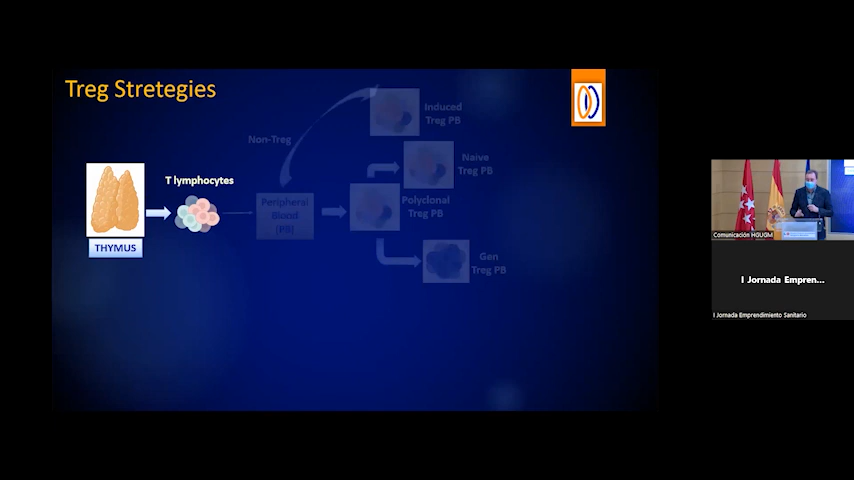 Treg Stretegies
Induced
Treg PB
Non-Treg
Naive
Treg PB
T lymphocytes
Peripheral
Blood
(PB)
Polyclonal
Treg PB
THYMUS
Gen
Treg PB
Comunicación HGUGM
I Jornada Empren...
I Jornada Emprendimiento Sanitario